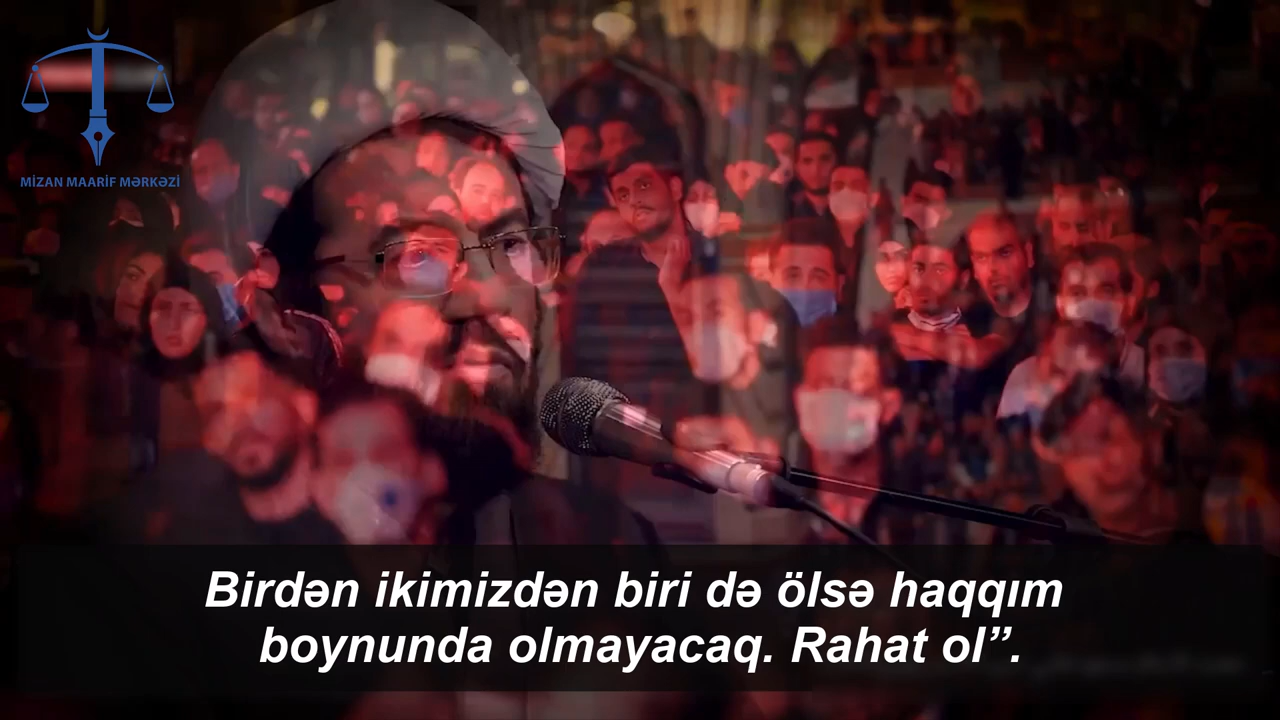 MİZAN MAARİF MƏRKƏZİ
Birdən ikimizdən biri də ölsə haqqım
boynunda olmayacaq. Rahat ol”.